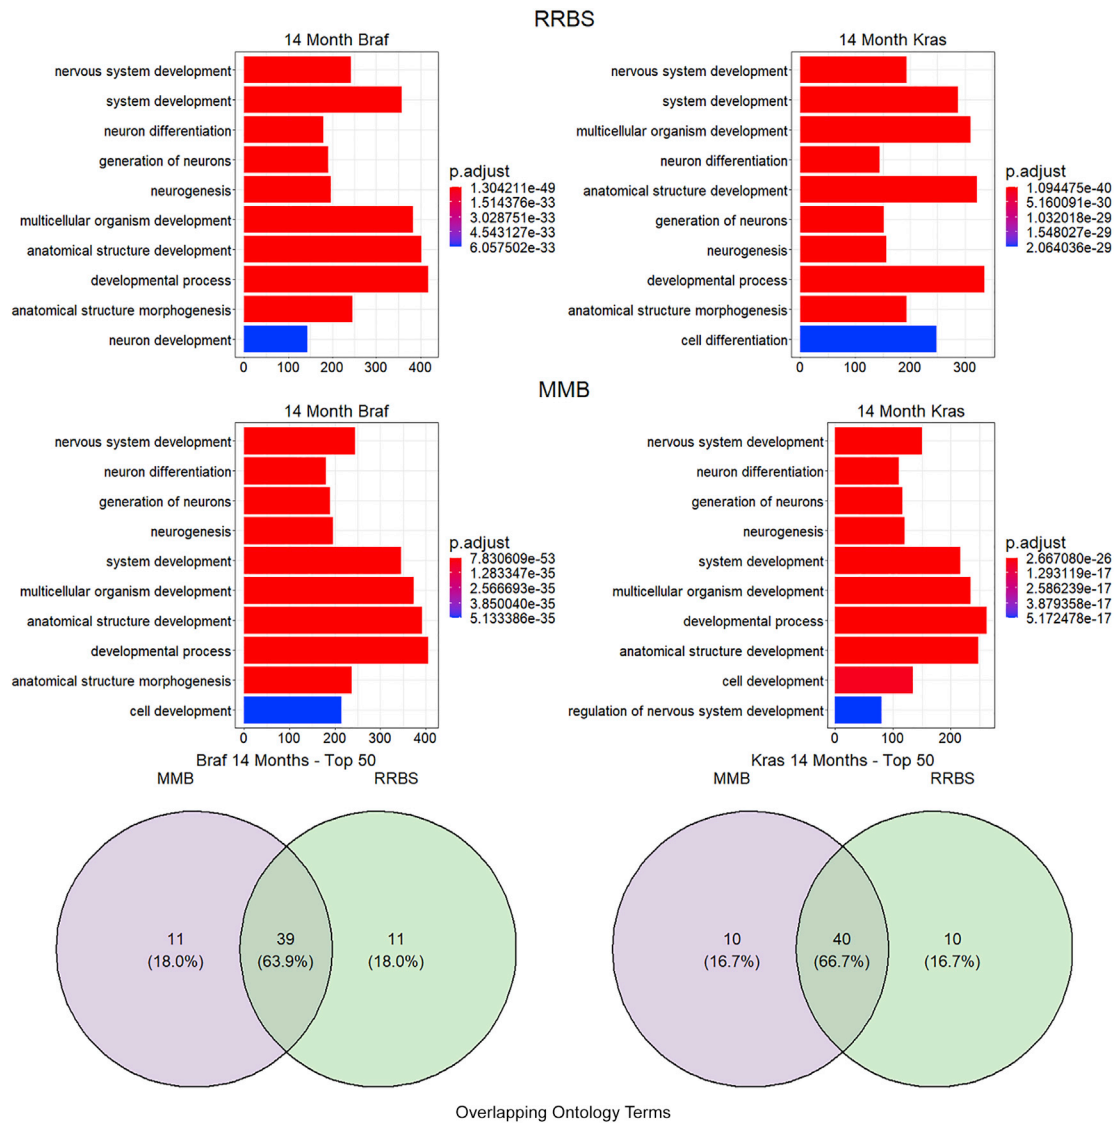 RRBS
14 Month Braf
nervous system development
system development
neuron differentiation
generation of neurons
neurogenesis
multicellular organism development
anatomical structure development
developmental process
anatomical structure morphogenesis
neuron development
0 100 200 300 400
p.adjust
1.304211e-49
1.514376e-33
3.028751e-33
4.543127e-33
6.057502e-33
14 Month Kras
nervous system development
system development
multicellular organism development
neuron differentiation
anatomical structure development
generation of neurons
neurogenesis
developmental process
anatomical structure morphogenesis
cell differentiation
0 100 200 300
p.adjust
1.094475e-40
5.160091e-30
1.032018e-29
1.548027e-29
2.064036e-29
MMB
14 Month Braf
nervous system development
neuron differentiation
generation of neurons
neurogenesis
system development
multicellular organism development
anatomical structure development
developmental process
anatomical structure morphogenesis
cell development
0 100 200 300 400
p.adjust
7.830609e-53
1.283347e-35
2.566693e-35
3.850040e-35
5.133386e-35
14 Month Kras
nervous system development
neuron differentiation
generation of neurons
neurogenesis
system development
multicellular organism development
developmental process
anatomical structure development
cell development
regulation of nervous system development
0 100 200
p.adjust
2.667080e-26
1.293119e-17
2.586239e-17
3.879358e-17
5.172478e-17
Braf 14 Months - Top 50
MMB RRBS
11 39 11
(18.0%) (63.9%) (18.0%)
Kras 14 Months - Top 50
MMB RRBS
10 40 10
(16.7%) (66.7%) (16.7%)
Overlapping Ontology Terms